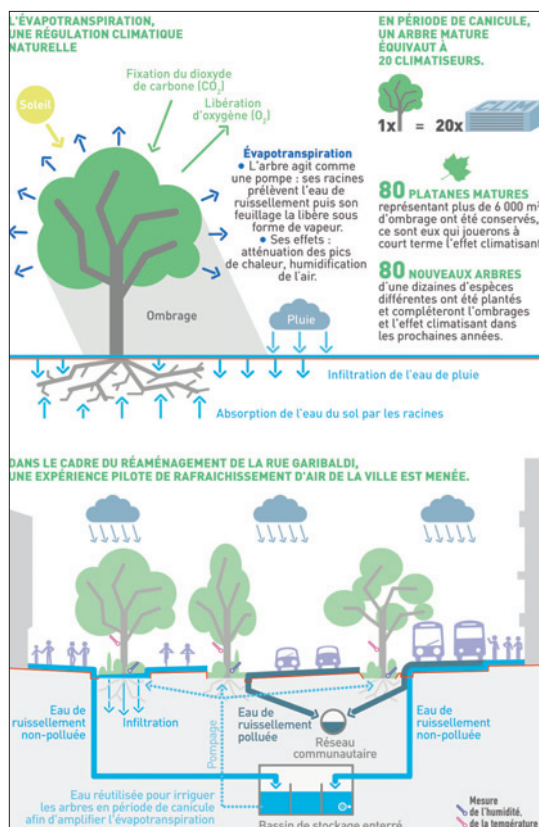 L'ÉVAPOTRANSPIRATION,
UNE RÉGULATION CLIMATIQUE
NATURELLE
Soleil
Fixation du dioxyde
de carbone (CO2)
Libération
d'oxygène (O2)
Évapotranspiration
• L'arbre agit comme
une pompe : ses racines
prélèvent l'eau de
ruissellement puis son
feuillage la libère sous
forme de vapeur.
• Ses effets :
atténuation des pics
de chaleur, humidification
de l'air.
Ombrage
Pluie
Infiltration de l'eau de pluie
Absorption de l'eau du sol par les racines
EN PÉRIODE DE CANICULE,
UN ARBRE MATURE
ÉQUIVAUT À
20 CLIMATISEURS.
1x = 20x
80 PLATANES MATURES
représentant plus de 6 000 m²
d'ombrage ont été conservés,
ce sont eux qui jouerons à
court terme l'effet climatisant
80 NOUVEAUX ARBRES
d'une dizaines d'espèces
différentes ont été plantés
et compléteront l'ombrages
et l'effet climatisant dans
les prochaines années.
DANS LE CADRE DU RÉAMÉNAGEMENT DE LA RUE GARIBALDI,
UNE EXPÉRIENCE PILOTE DE RAFRAICHISSEMENT D'AIR DE LA VILLE EST MENÉE.
Eau de
ruissellement
non-polluée
Infiltration
Pompage
Eau de
ruissellement
polluée
Réseau
communautaire
Eau de
ruissellement
non-polluée
Eau réutilisée pour irriguer
les arbres en période de canicule
afin d'amplifier l'évapotranspiration
Bassin de stockage enterré
Mesure
de l'humidité,
de la température